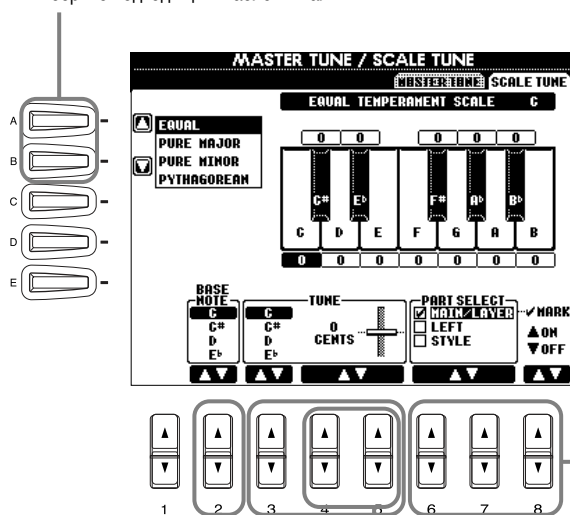 MASTER TUNE / SCALE TUNE
MASTER TUNE SCALE TUNE
EQUAL TEMPERAMENT SCALE C
A
EQUAL
PURE MAJOR
B
PURE MINOR
PYTHAGOREAN
0 0 0 0 0
C# E♭ F# A♭ B♭
C
C D E F G A B
D
0 0 0 0 0 0 0
E
BASE NOTE TUNE PART SELECT
C C MAIN/LAYER MARK
C# C# 0 LEFT ON
D D CENTS STYLE OFF
E♭ E♭
1 2 3 4 5 6 7 8